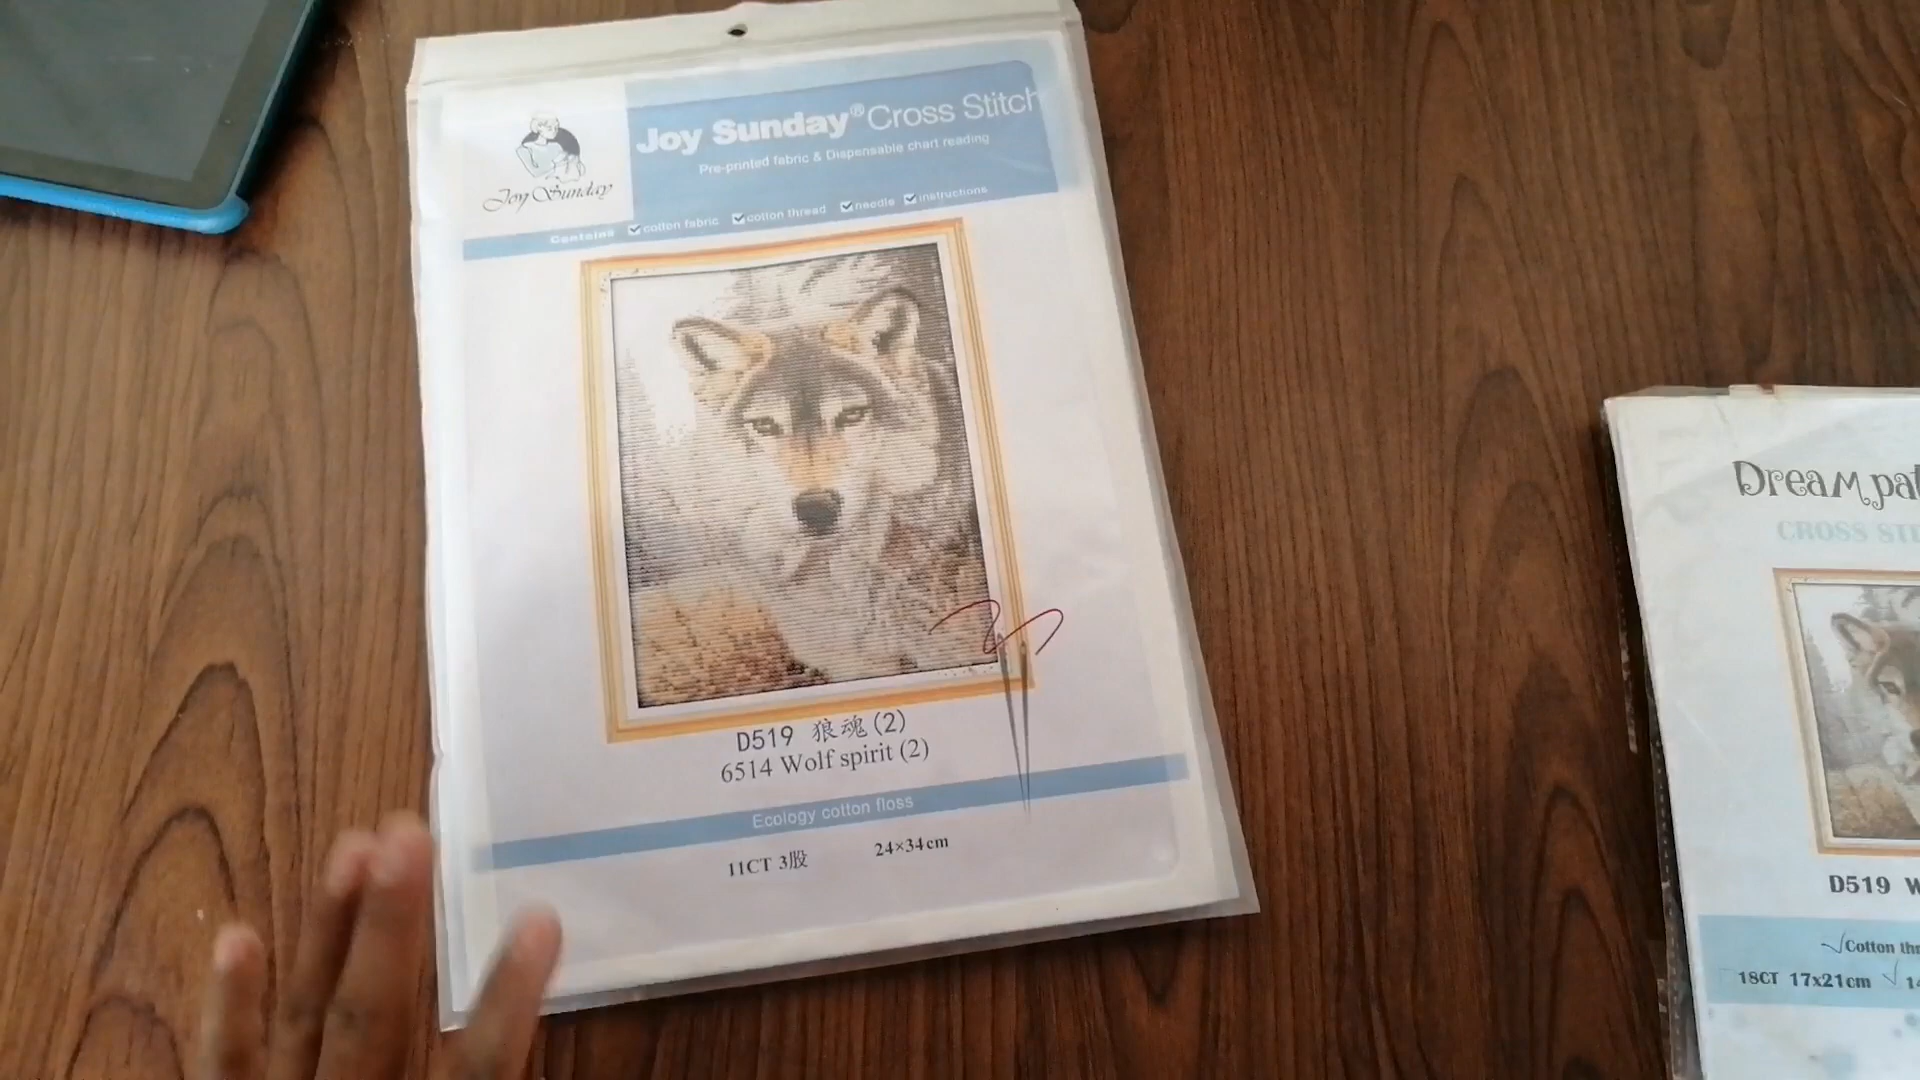 Joy Sunday® Cross Stitch
Pre-printed fabric & Dispensable chart reading
Joy Sunday
Contains cotton fabric cotton thread needle instructions
D519 狼魂(2)
6514 Wolf spirit (2)
Ecology cotton floss
11CT 3股 24×34cm
Dream
CROSS
D519
Cotton
18CT 17x21cm